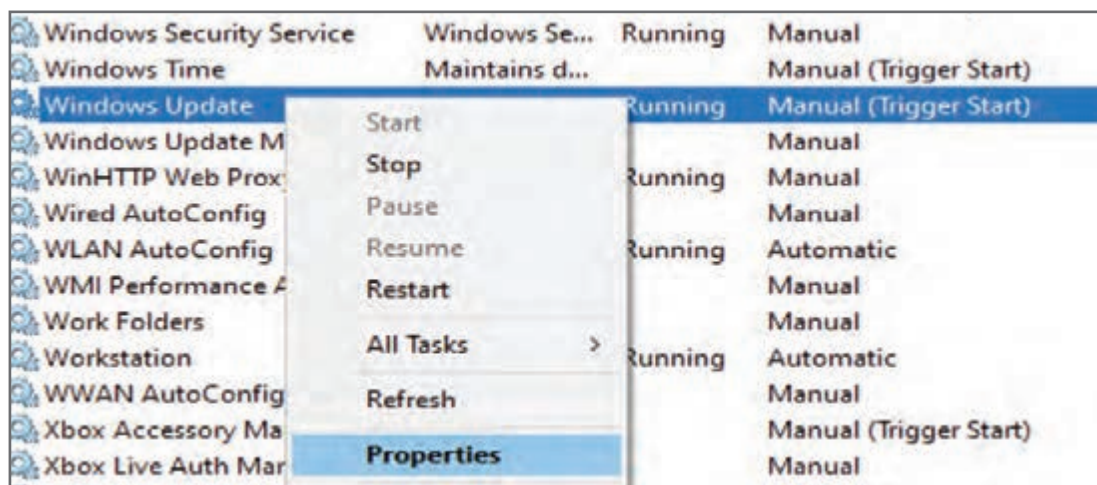 Windows Security Service Windows Se... Running Manual
Windows Time Maintains d... Manual (Trigger Start)
Windows Update Running Manual (Trigger Start)
Start
Windows Update M Manual
Stop
WinHTTP Web Prox Running Manual
Pause
Wired AutoConfig Manual
Resume
WLAN AutoConfig Running Automatic
Restart
WMI Performance A Manual
Work Folders Manual
All Tasks >
Workstation Running Automatic
Refresh
WWAN AutoConfig Manual
Xbox Accessory Ma Manual (Trigger Start)
Properties
Xbox Live Auth Mar Manual